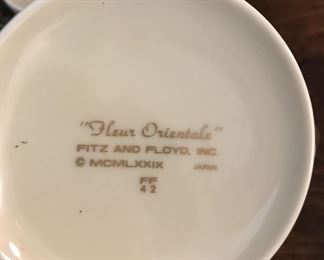 "Fleur Orientale"
FITZ AND FLOYD, INC.
© MCMLXXIX JAPAN
FF
42